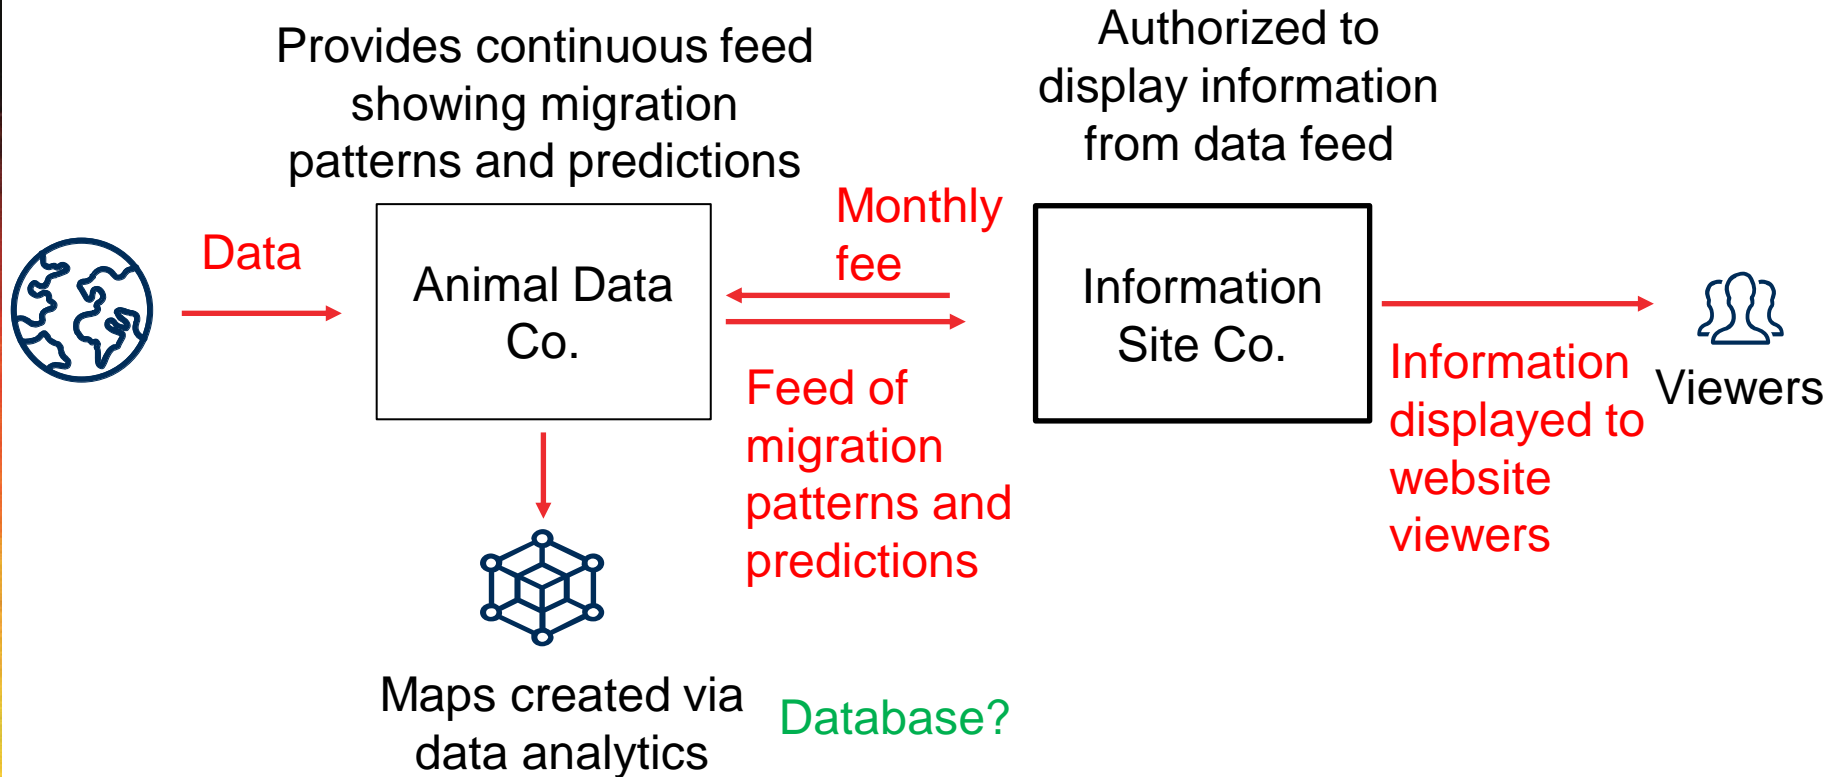 Provides continuous feed
showing migration
patterns and predictions
Authorized to
display information
from data feed
Data
Animal Data
Co.
Monthly
fee
Information
Site Co.
Feed of
migration
patterns and
predictions
Information
displayed to
website
viewers
Viewers
Maps created via
data analytics
Database?